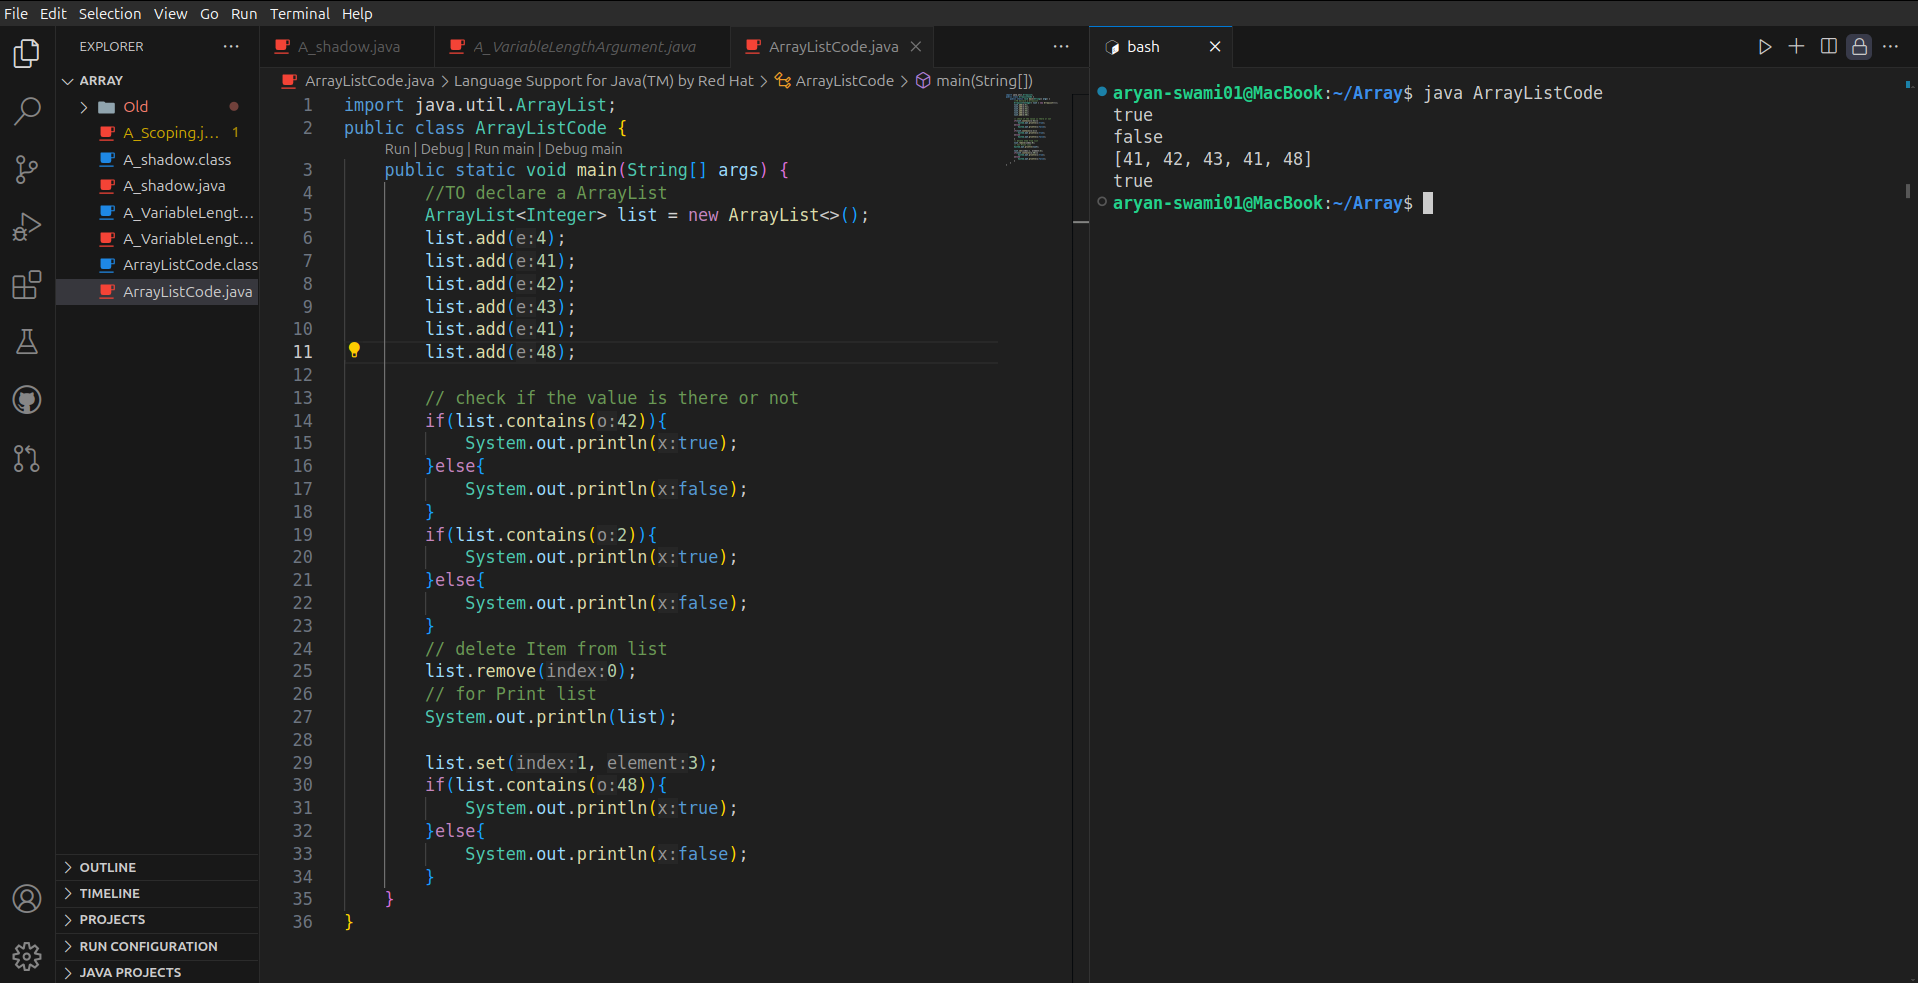 File Edit Selection View Go Run Terminal Help
EXPLORER
ARRAY
Old
A_Scoping.j... 1
A_shadow.class
A_shadow.java
A_VariableLengt...
A_VariableLengt...
ArrayListCode.class
ArrayListCode.java
OUTLINE
TIMELINE
PROJECTS
RUN CONFIGURATION
JAVA PROJECTS
A_shadow.java A_VariableLengthArgument.java ArrayListCode.java
ArrayListCode.java > Language Support for Java(TM) by Red Hat > ArrayListCode > main(String[])
1 import java.util.ArrayList;
2 public class ArrayListCode {
Run | Debug | Run main | Debug main
3 public static void main(String[] args) {
4 //TO declare a ArrayList
5 ArrayList<Integer> list = new ArrayList<>();
6 list.add(e:4);
7 list.add(e:41);
8 list.add(e:42);
9 list.add(e:43);
10 list.add(e:41);
11 list.add(e:48);
12
13 // check if the value is there or not
14 if(list.contains(o:42)){
15 System.out.println(x:true);
16 }else{
17 System.out.println(x:false);
18 }
19 if(list.contains(o:2)){
20 System.out.println(x:true);
21 }else{
22 System.out.println(x:false);
23 }
24 // delete Item from list
25 list.remove(index:0);
26 // for Print list
27 System.out.println(list);
28
29 list.set(index:1, element:3);
30 if(list.contains(o:48)){
31 System.out.println(x:true);
32 }else{
33 System.out.println(x:false);
34 }
35 }
36 }
bash
aryan-swami01@MacBook:~/Array$ java ArrayListCode
true
false
[41, 42, 43, 41, 48]
true
aryan-swami01@MacBook:~/Array$